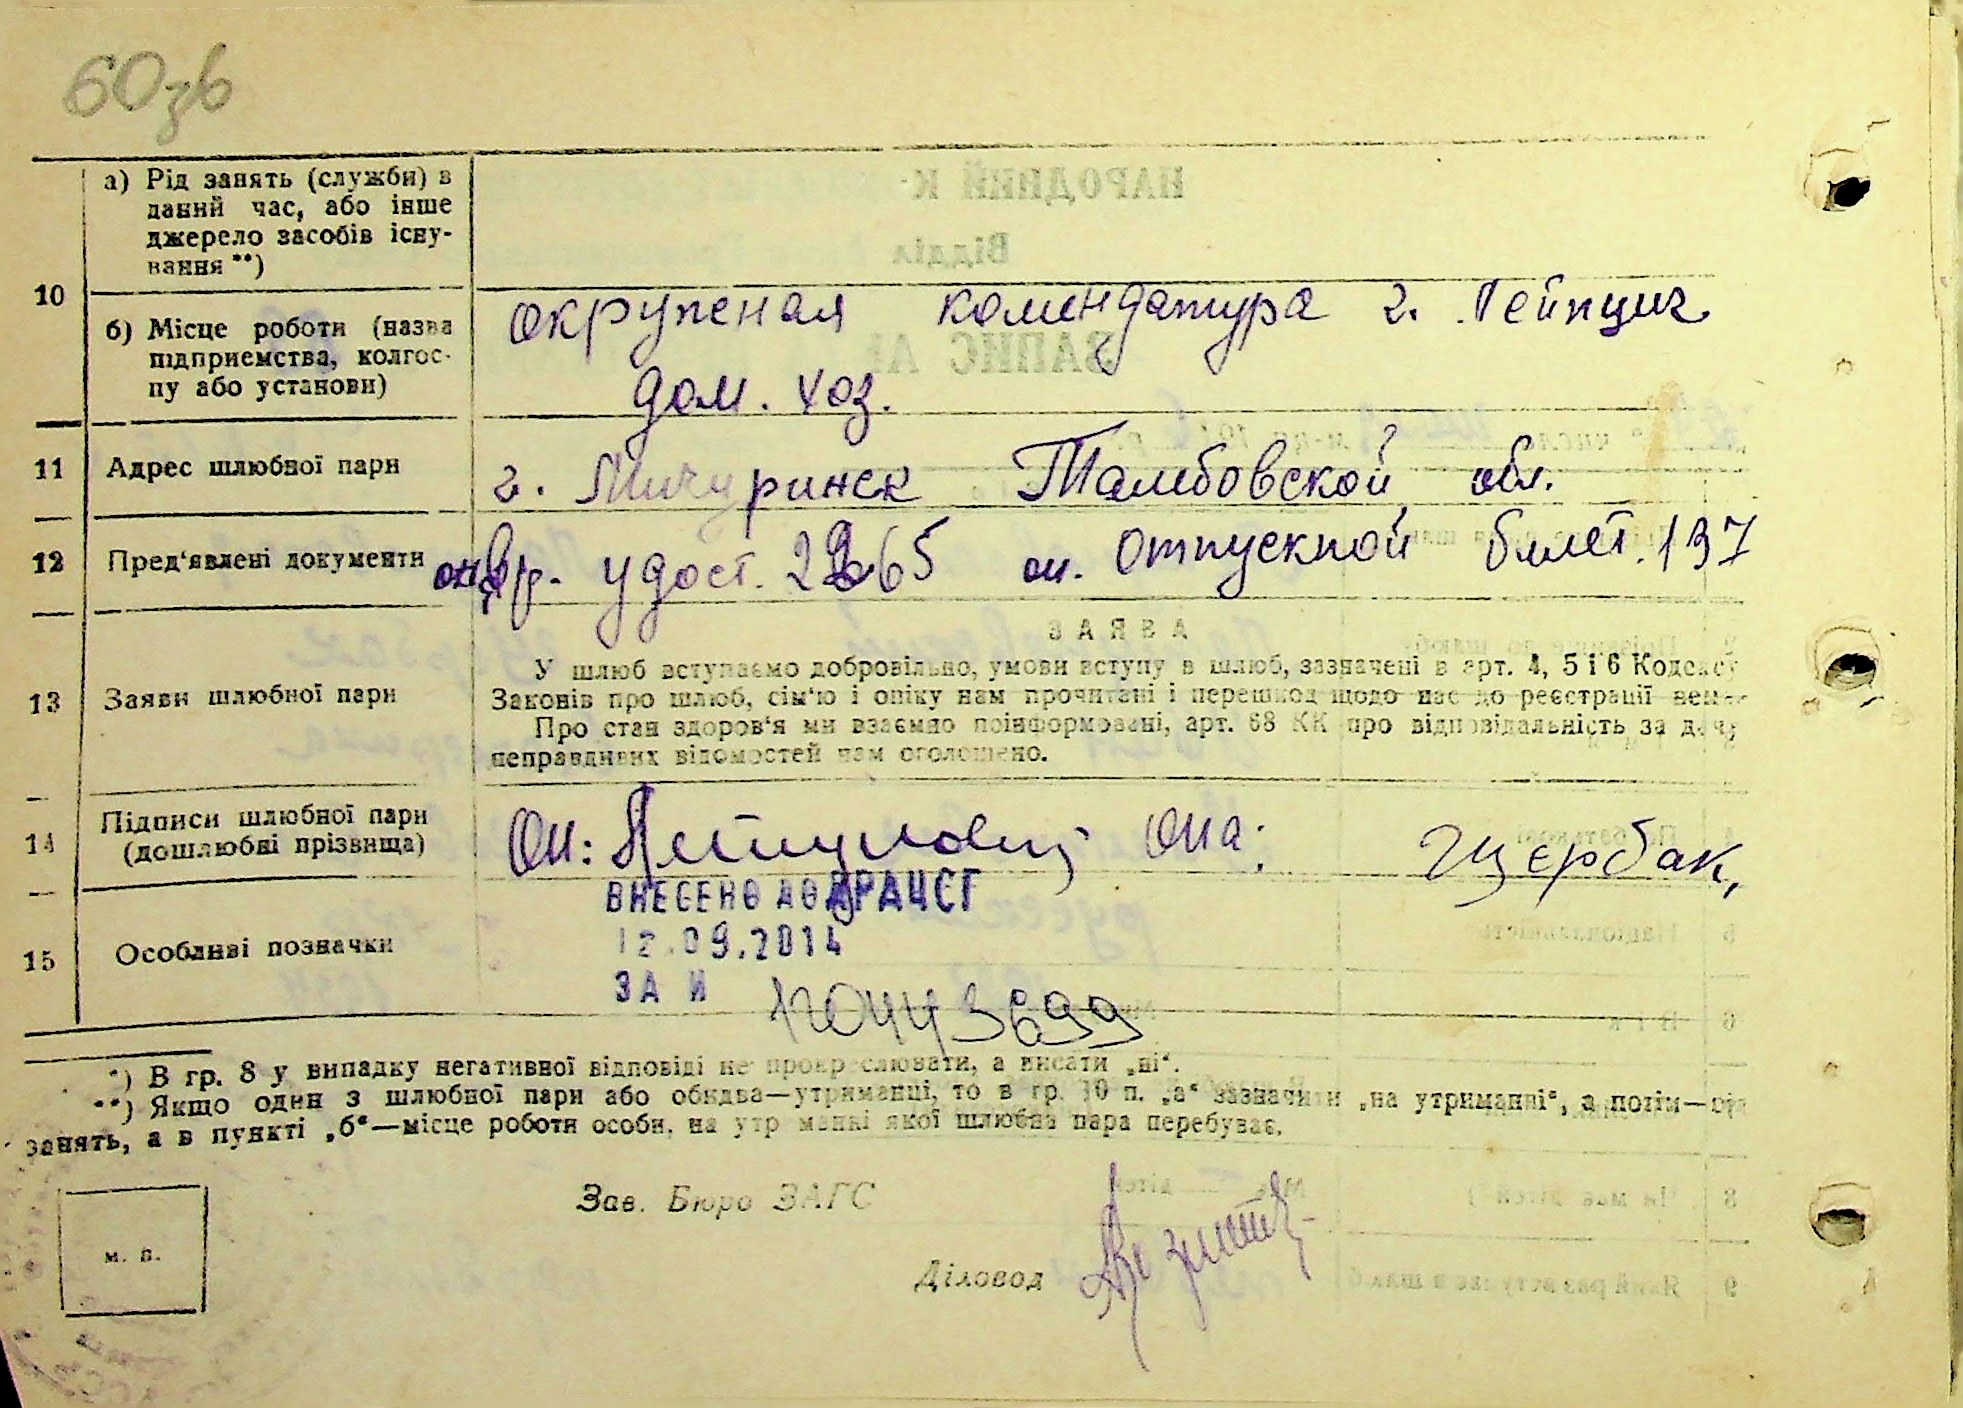 60зв
10
а) Рід занять (служби) в
даний час, або інше
джерело засобів існу-
вання **)
б) Місце роботи (назва
підприємства, колгос-
пу або установи)
окружная комендатура г. Лейпциг
дом. хоз.
11 Адрес шлюбної пари
г. Мичуринск Тамбовской обл.
12 Пред'явлені документи
удост. он. Отпускной билет. 137
13 Заяви шлюбної пари
ЗАЯВА
У шлюб вступаємо добровільно, умови вступу в шлюб, зазначені в арт. 4, 5 і 6 Кодексу
Законів про шлюб, сім'ю і опіку нам прочитані і перешкод щодо нас до реєстрації нема
Про стан здоров'я ми взаємно поінформовані, арт. 68 КК про відповідальність за дачу
неправдивих відомостей нам оголошено.
14 Підписи шлюбної пари
(дошлюбні прізвища)
Он: Она: Щербак,
15 Особливі позначки
ВНЕСЕНО ДО ДРАЦСГ
12.09.2014
ЗА И
*) В гр. 8 у випадку негативної відповіді не прокреслювати, а писати „ні“.
**) Якщо один з шлюбної пари або обидва—утриманці, то в гр. 10 п. „а“ зазначити „на утриманні“, а потім—рід
занять, а в пункті „б“—місце роботи особи, на утриманні якої шлюбна пара перебуває.
Зав. Бюро ЗАГС
Діловод
м. п.